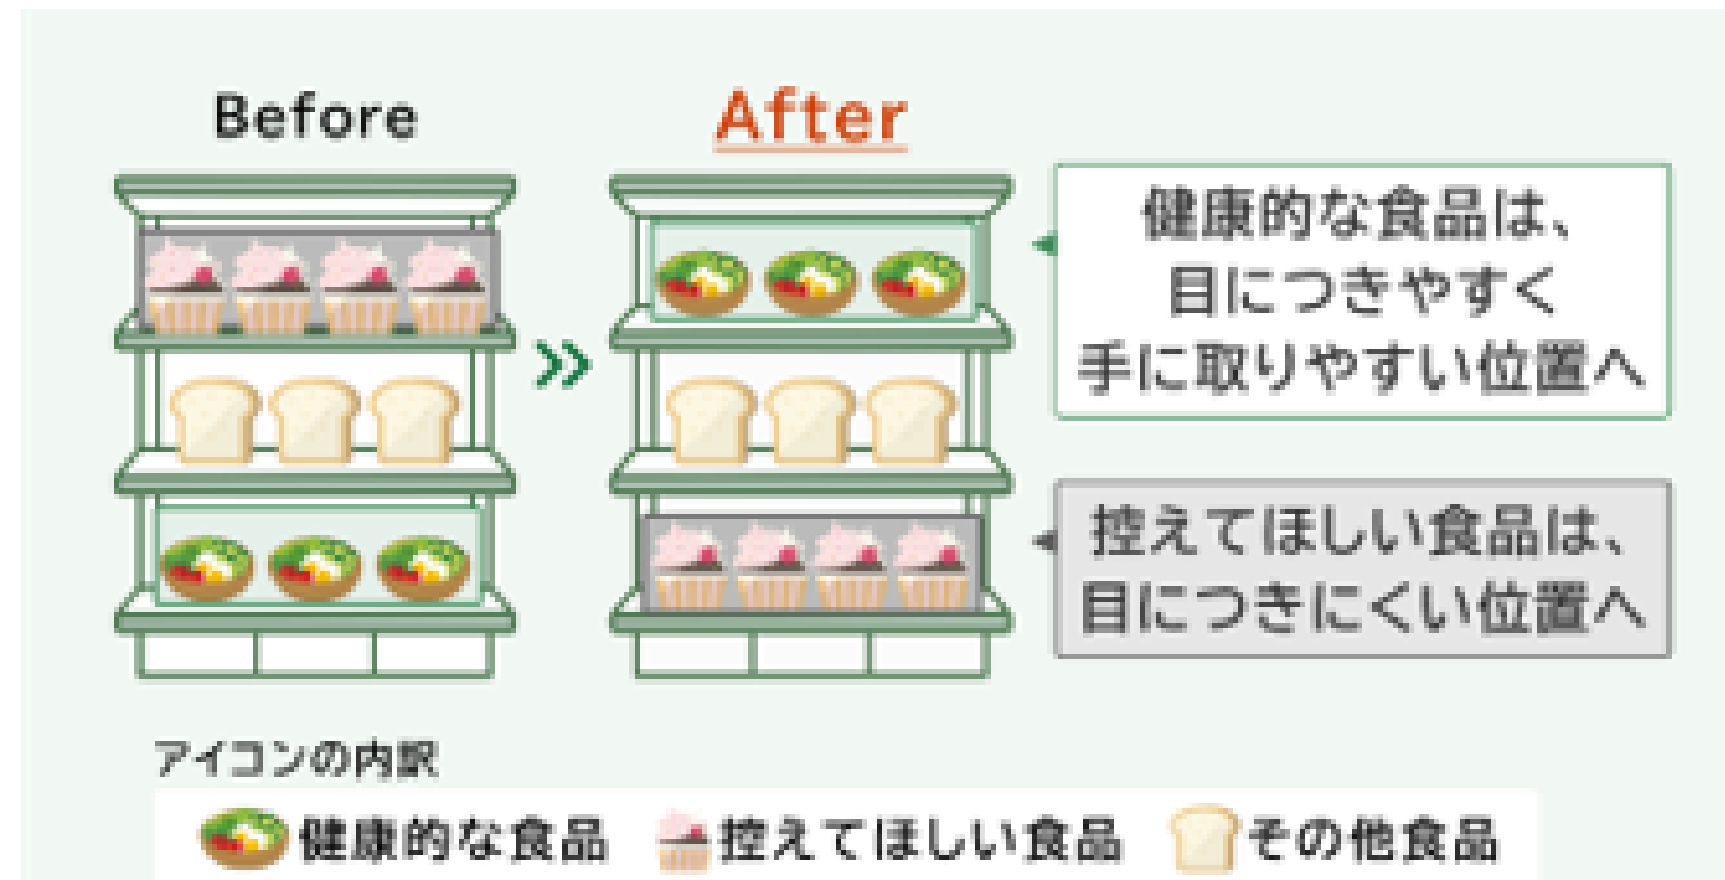 Before
After
健康的な食品は、
目につきやすく
手に取りやすい位置へ
控えてほしい食品は、
目につきにくい位置へ
アイコンの内訳
健康的な食品 控えてほしい食品 その他食品